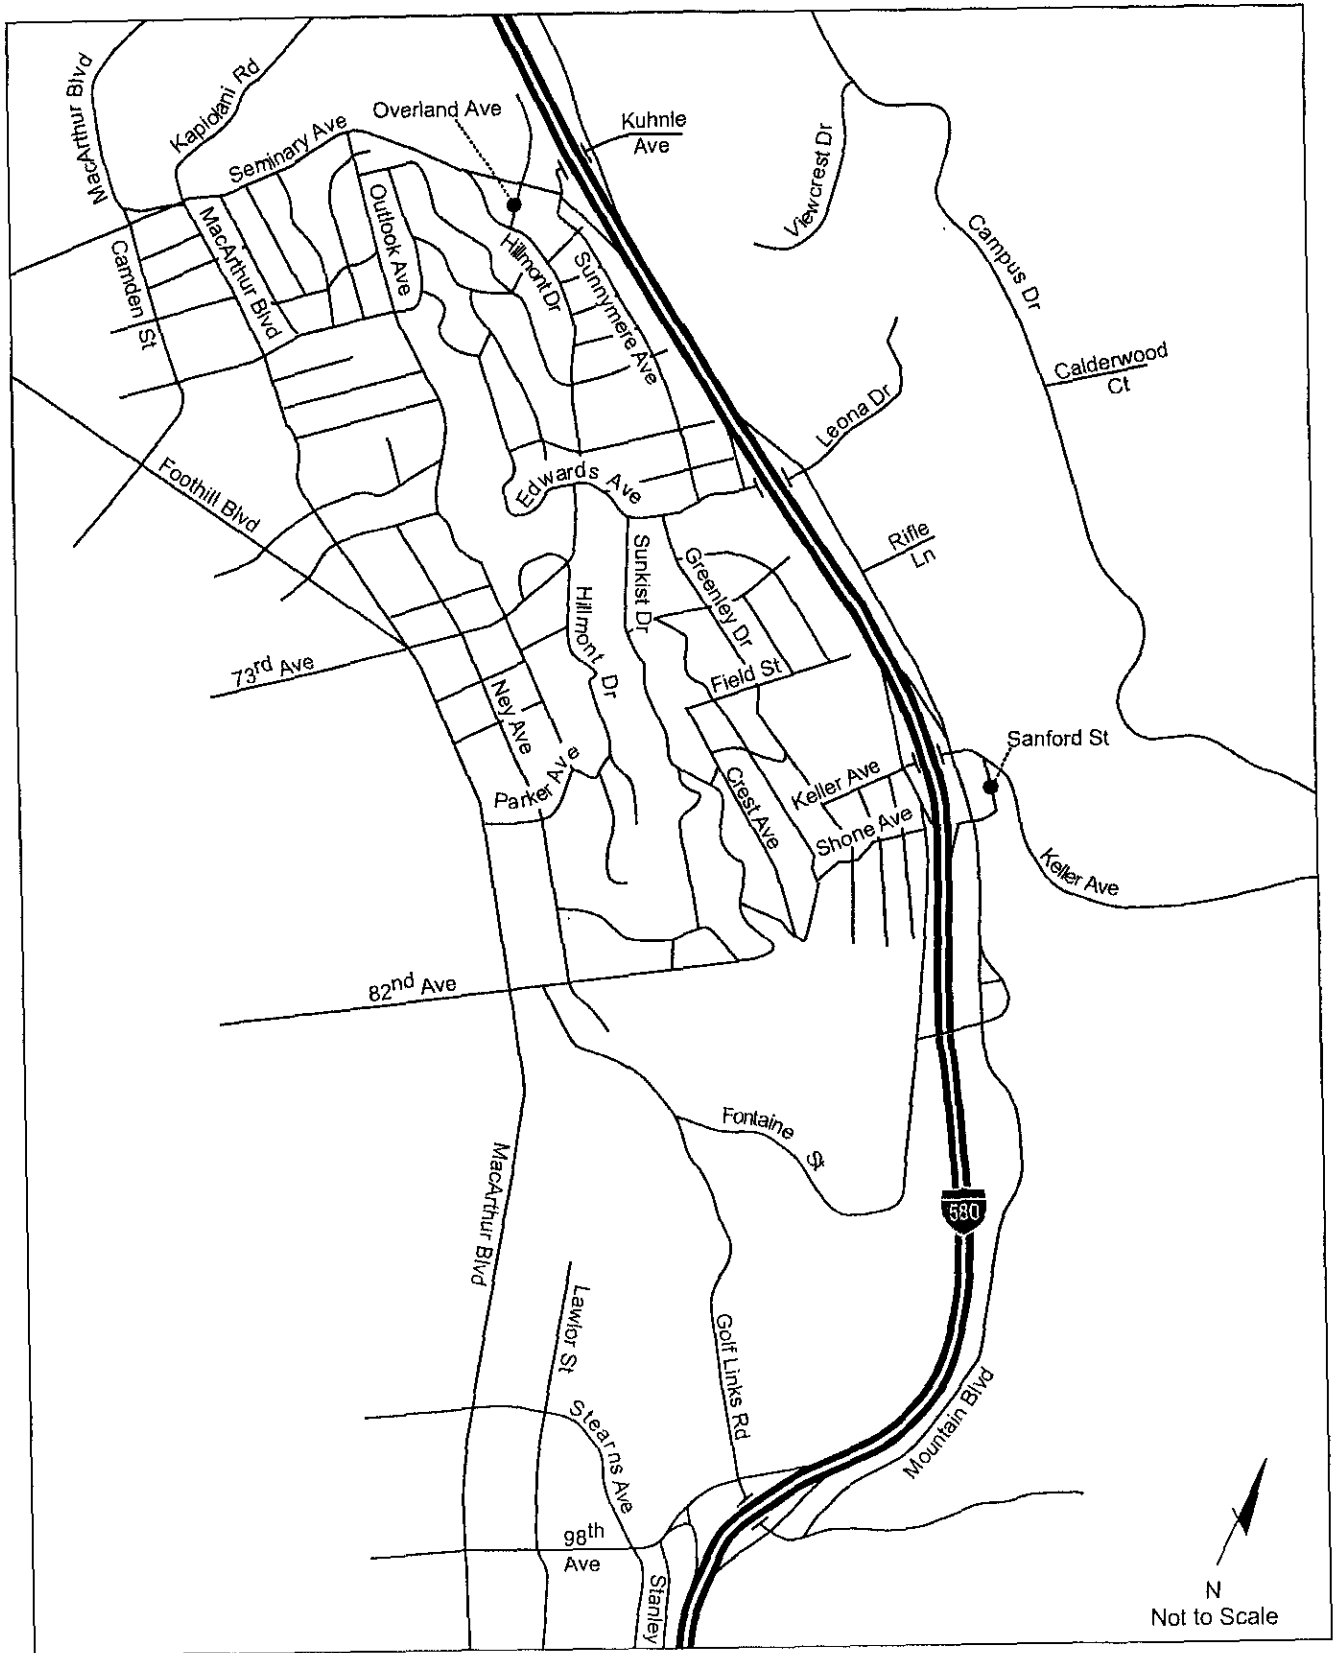 MacArthur Blvd
Kapiolani Rd
Seminary Ave
Overland Ave
Kuhnle
Ave
Viewcrest Dr
Campus Dr
Camden St
MacArthur Blvd
Outlook Ave
Hillmont Dr
Sunnymere Ave
Calderwood
Ct
Leona Dr
Foothill Blvd
Edwards Ave
Rifle
Ln
Sunkist Dr
Greenley Dr
Hillmont Dr
73rd Ave
Field St
Ney Ave
Sanford St
Parker Ave
Crest Ave
Keller Ave
Shone Ave
Keller Ave
82nd Ave
Fontaine St
MacArthur Blvd
580
Lawlor St
Golf Links Rd
Stearns Ave
Mountain Blvd
98th
Ave
Stanley
N
Not to Scale